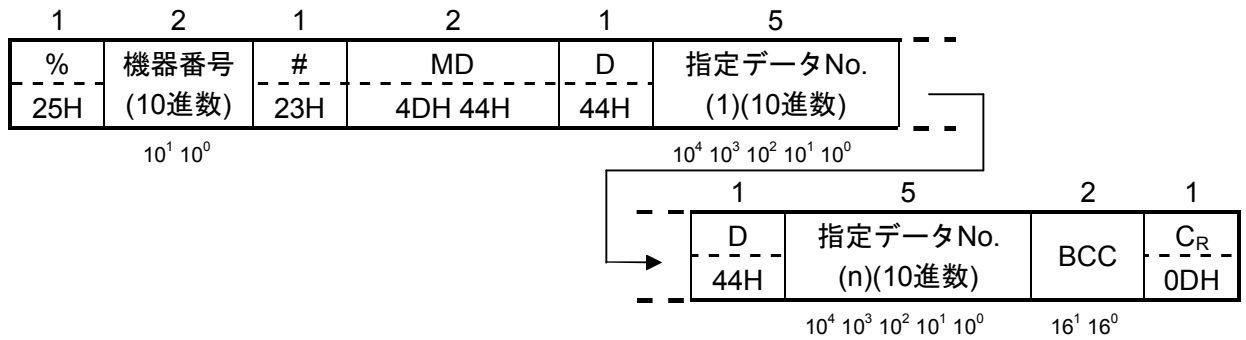 1 2 1 2 1 5
% 機器番号 # MD D 指定データNo.
25H (10進数) 23H 4DH 44H 44H (1)(10進数)
10¹ 10⁰ 10⁴ 10³ 10² 10¹ 10⁰
1 5 2 1
D 指定データNo. BCC CR
44H (n)(10進数) 0DH
10⁴ 10³ 10² 10¹ 10⁰ 16¹ 16⁰